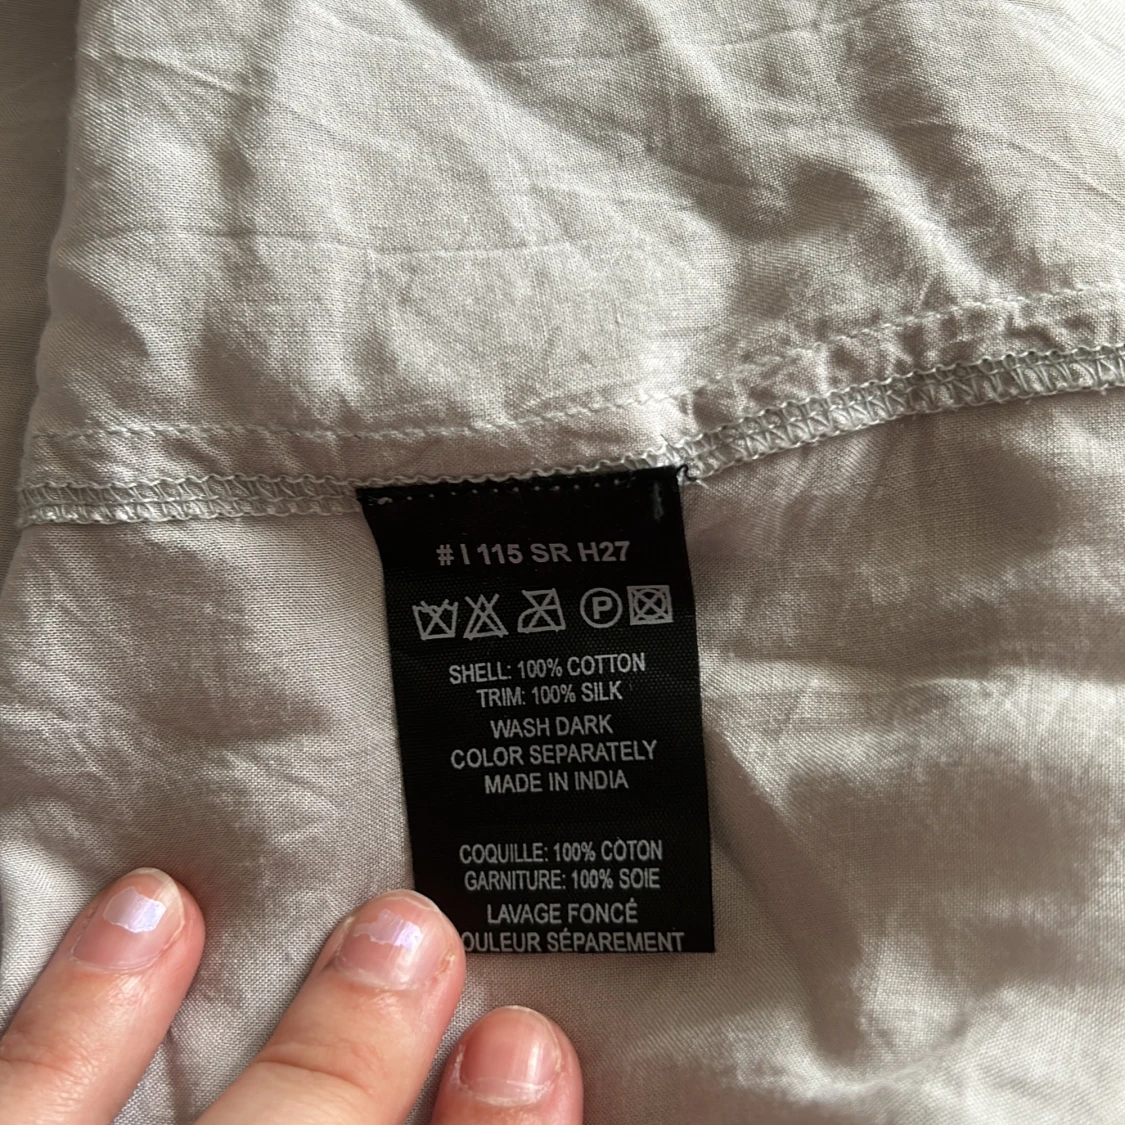 # I 115 SR H27
P
SHELL: 100% COTTON
TRIM: 100% SILK
WASH DARK
COLOR SEPARATELY
MADE IN INDIA
COQUILLE: 100% COTON
GARNITURE: 100% SOIE
LAVAGE FONCÉ
OULEUR SÉPAREMENT